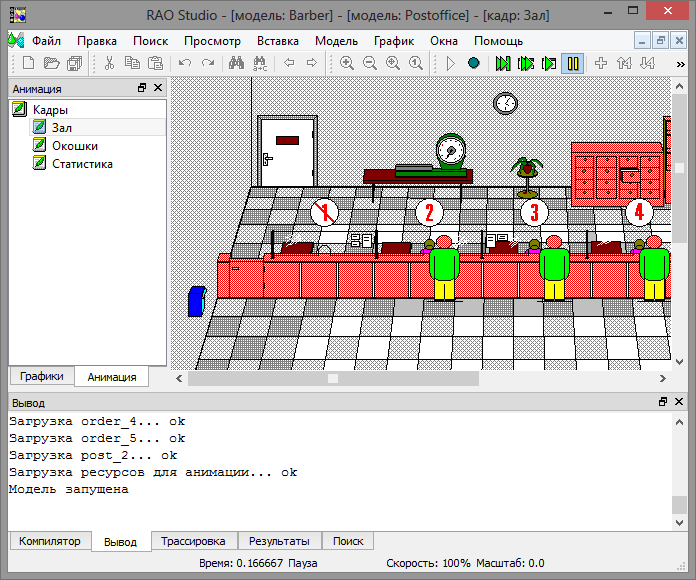 RAO Studio - [модель: Barber] - [модель: Postoffice] - [кадр: Зал]
Файл Правка Поиск Просмотр Вставка Модель График Окна Помощь
Анимация
Кадры
Зал
Окошки
Статистика
1 2 3 4
Графики Анимация
Вывод
Загрузка order_4... ok
Загрузка order_5... ok
Загрузка post_2... ok
Загрузка ресурсов для анимации... ok
Модель запущена
Компилятор Вывод Трассировка Результаты Поиск
Время: 0.166667 Пауза Скорость: 100% Масштаб: 0.0